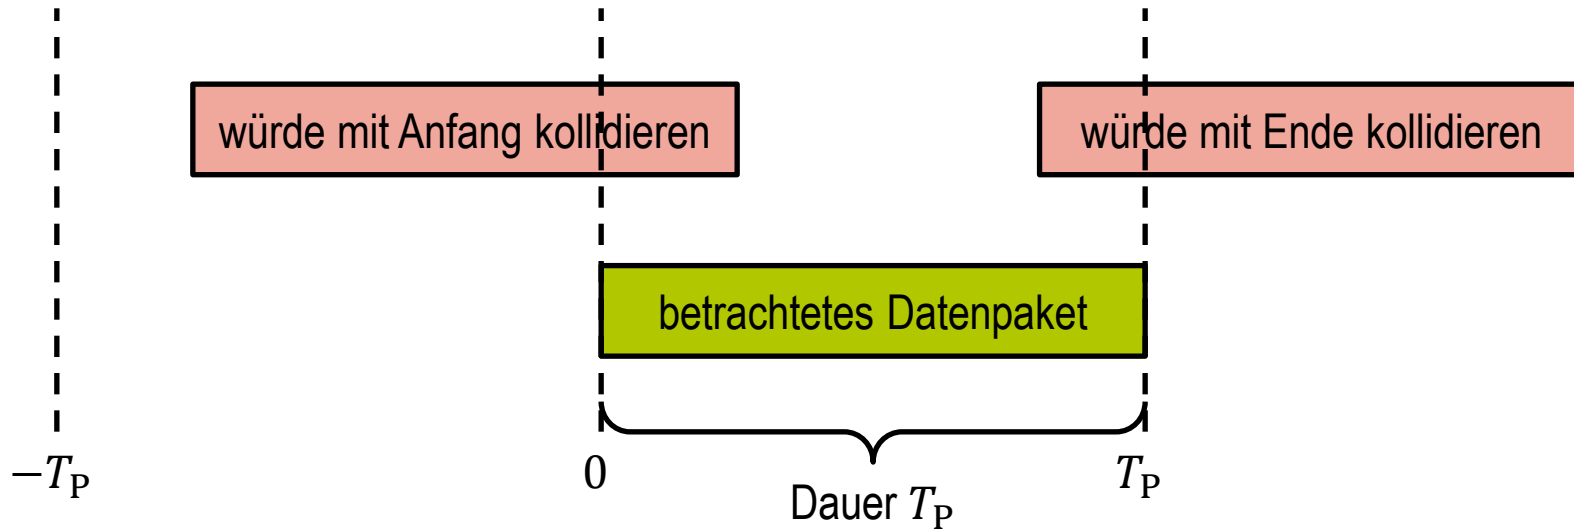 würde mit Anfang kollidieren
würde mit Ende kollidieren
betrachtetes Datenpaket
−T_P
0
T_P
Dauer T_P